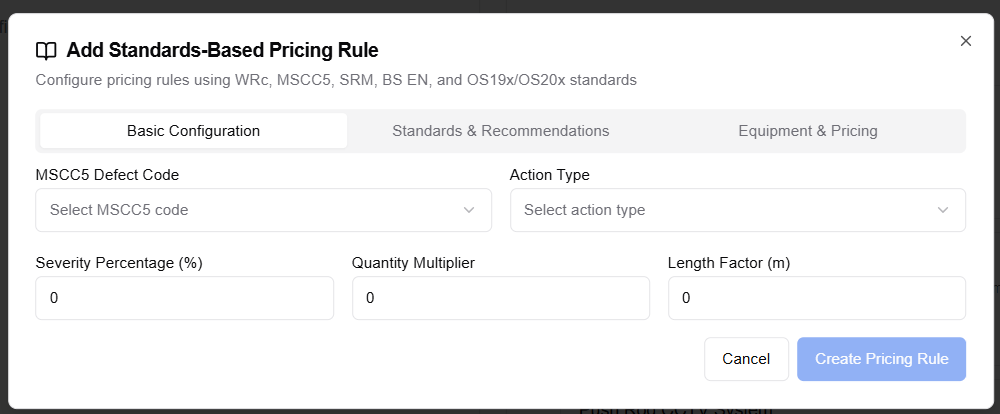 Add Standards-Based Pricing Rule
Configure pricing rules using WRc, MSCC5, SRM, BS EN, and OS19x/OS20x standards
Basic Configuration
Standards & Recommendations
Equipment & Pricing
MSCC5 Defect Code
Action Type
Select MSCC5 code
Select action type
Severity Percentage (%)
Quantity Multiplier
Length Factor (m)
0
0
0
Cancel
Create Pricing Rule